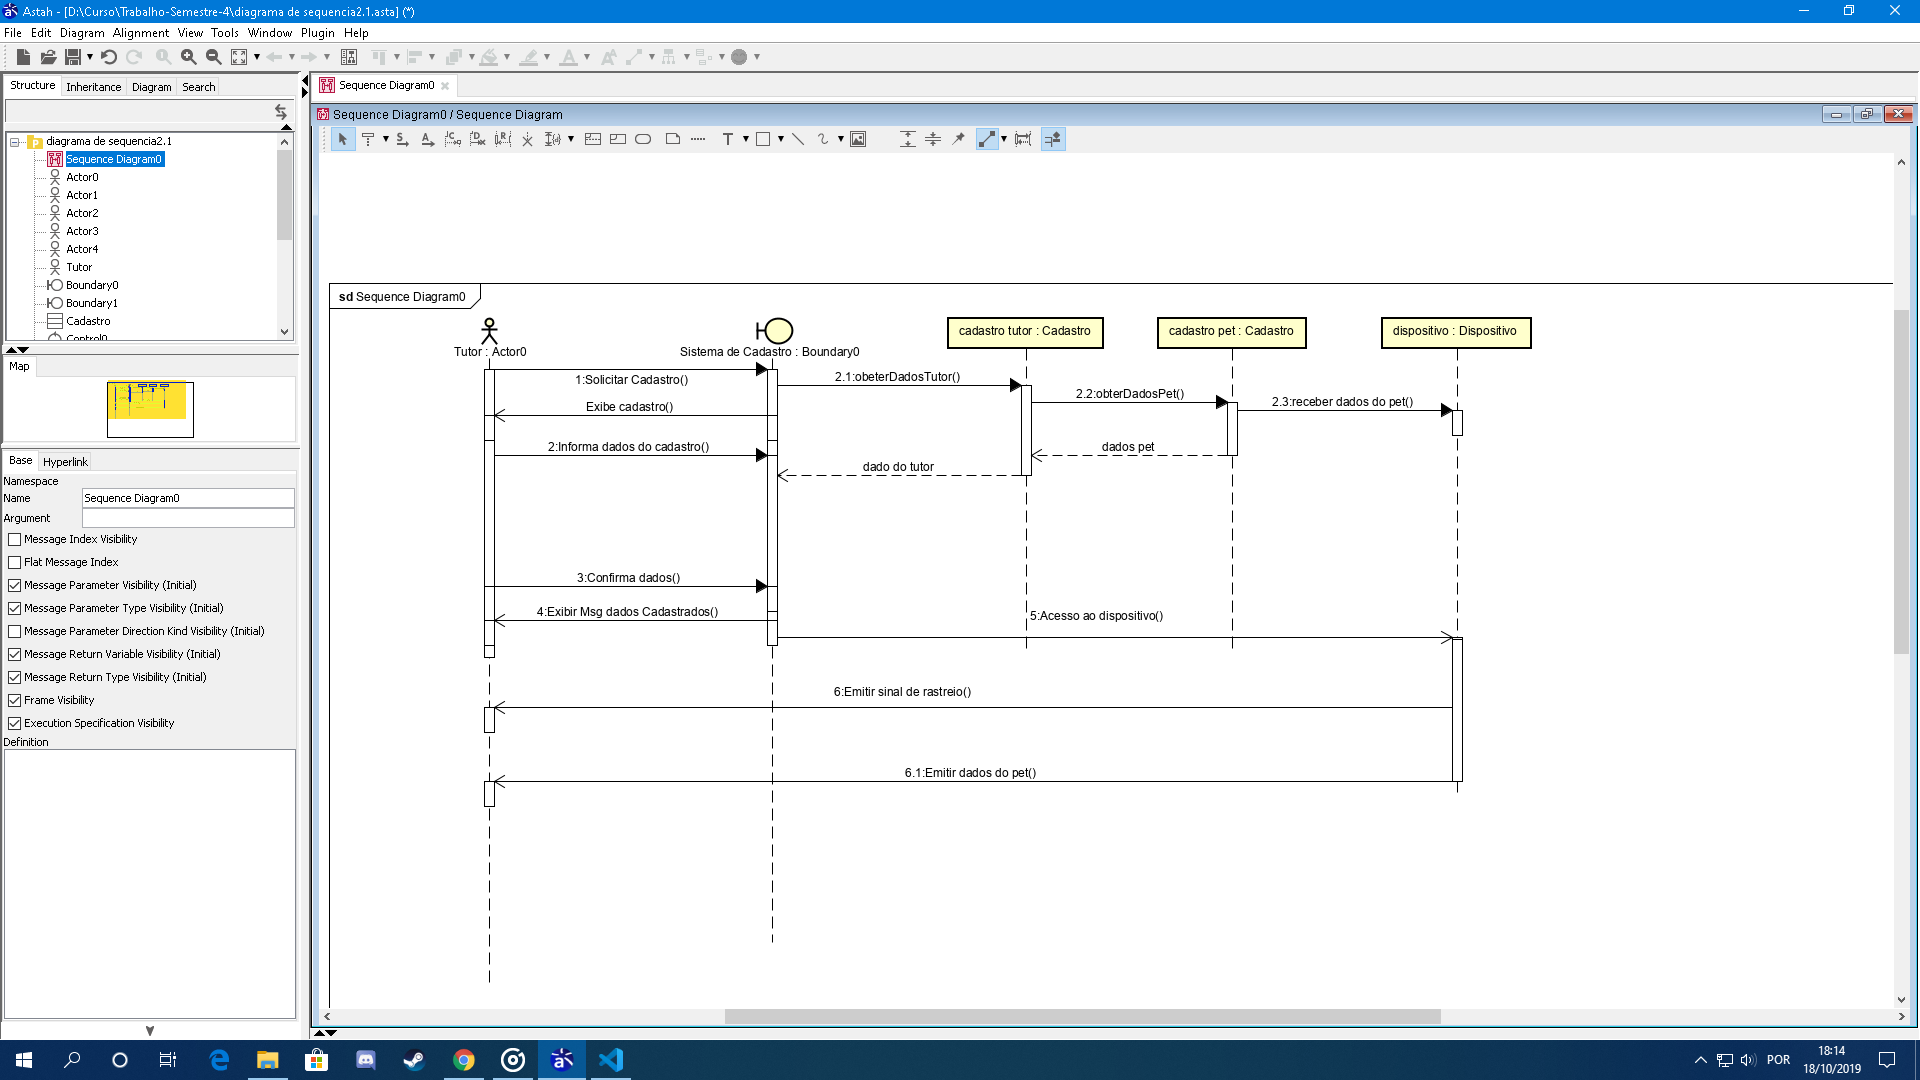 Astah - [D:\Curso\Trabalho-Semestre-4\diagrama de sequencia2.1.asta] (*)
File Edit Diagram Alignment View Tools Window Plugin Help
Structure Inheritance Diagram Search
diagrama de sequencia2.1
Sequence Diagram0
Actor0
Actor1
Actor2
Actor3
Actor4
Tutor
Boundary0
Boundary1
Cadastro
Control0
Map
Base Hyperlink
Namespace
Name Sequence Diagram0
Argument
Message Index Visibility
Flat Message Index
Message Parameter Visibility (Initial)
Message Parameter Type Visibility (Initial)
Message Parameter Direction Kind Visibility (Initial)
Message Return Variable Visibility (Initial)
Message Return Type Visibility (Initial)
Frame Visibility
Execution Specification Visibility
Definition
Sequence Diagram0
Sequence Diagram0 / Sequence Diagram
sd Sequence Diagram0
Tutor : Actor0
Sistema de Cadastro : Boundary0
cadastro tutor : Cadastro
cadastro pet : Cadastro
dispositivo : Dispositivo
1:Solicitar Cadastro()
2.1:obeterDadosTutor()
2.2:obterDadosPet()
2.3:receber dados do pet()
Exibe cadastro()
2:Informa dados do cadastro()
dados pet
dado do tutor
3:Confirma dados()
4:Exibir Msg dados Cadastrados()
5:Acesso ao dispositivo()
6:Emitir sinal de rastreio()
6.1:Emitir dados do pet()
POR
18:14
18/10/2019